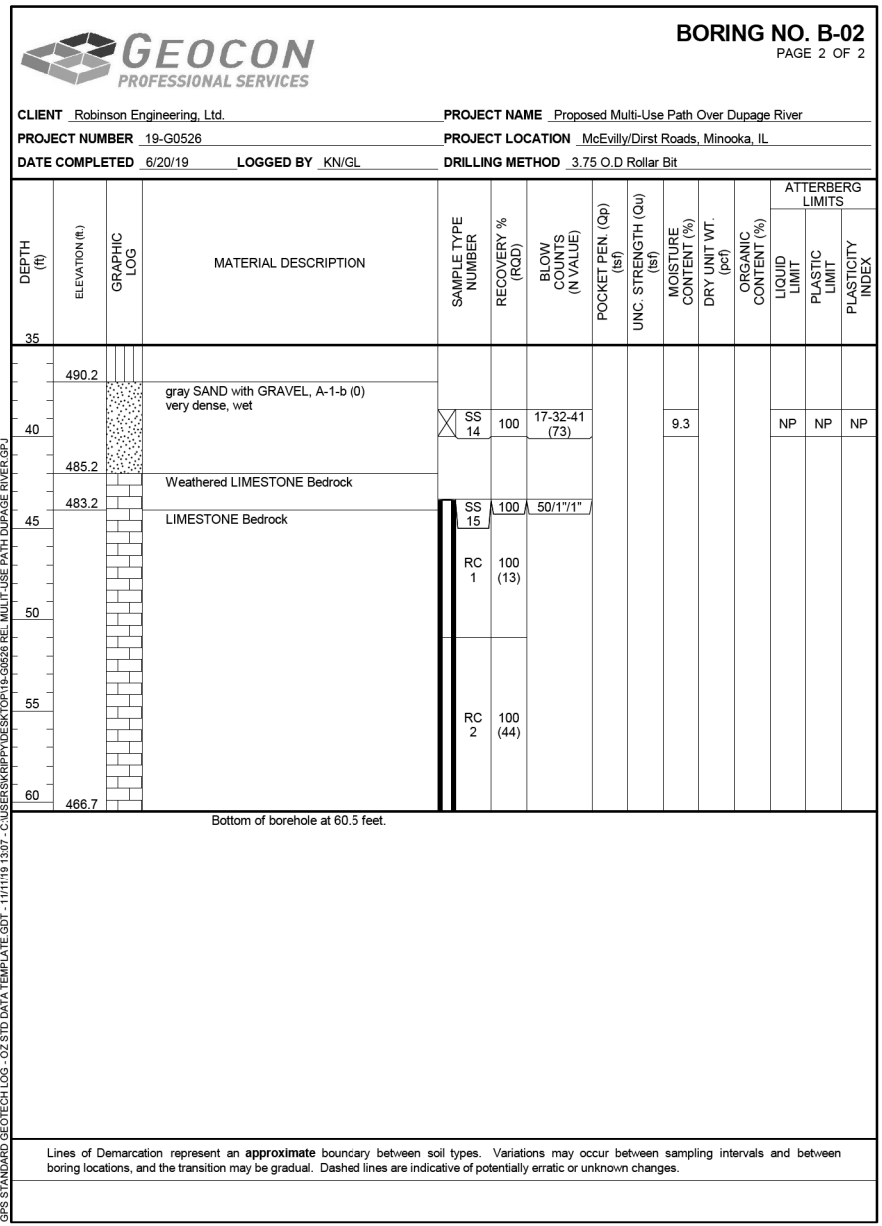 GEOCON
PROFESSIONAL SERVICES
BORING NO. B-02
PAGE 2 OF 2
CLIENT Robinson Engineering, Ltd.
PROJECT NAME Proposed Multi-Use Path Over Dupage River
PROJECT NUMBER 19-G0526
PROJECT LOCATION McEvilly/Dirst Roads, Minooka, IL
DATE COMPLETED 6/20/19 LOGGED BY KN/GL
DRILLING METHOD 3.75 O.D Rollar Bit
DEPTH
(ft)
ELEVATION (ft.)
GRAPHIC
LOG
MATERIAL DESCRIPTION
SAMPLE TYPE
NUMBER
RECOVERY %
(RQD)
BLOW
COUNTS
(N VALUE)
POCKET PEN. (Qp)
(tsf)
UNC. STRENGTH (Qu)
(tsf)
MOISTURE
CONTENT (%)
DRY UNIT WT.
(pcf)
ORGANIC
CONTENT (%)
ATTERBERG
LIMITS
LIQUID
LIMIT
PLASTIC
LIMIT
PLASTICITY
INDEX
35
490.2
gray SAND with GRAVEL, A-1-b (0)
very dense, wet
40
SS
14
100
17-32-41
(73)
9.3
NP
NP
NP
485.2
Weathered LIMESTONE Bedrock
483.2
LIMESTONE Bedrock
45
SS
15
100
50/1"/1"
RC
1
100
(13)
50
55
RC
2
100
(44)
60
466.7
Bottom of borehole at 60.5 feet.
Lines of Demarcation represent an approximate boundary between soil types. Variations may occur between sampling intervals and between
boring locations, and the transition may be gradual. Dashed lines are indicative of potentially erratic or unknown changes.
GPS STANDARD GEOTECH LOG - OZ STD DATA TEMPLATE.GDT - 11/11/19 13:07 - C:\USERS\KRIPPY\DESKTOP\19-G0526 REL MULIT-USE PATH DUPAGE RIVER.GPJ